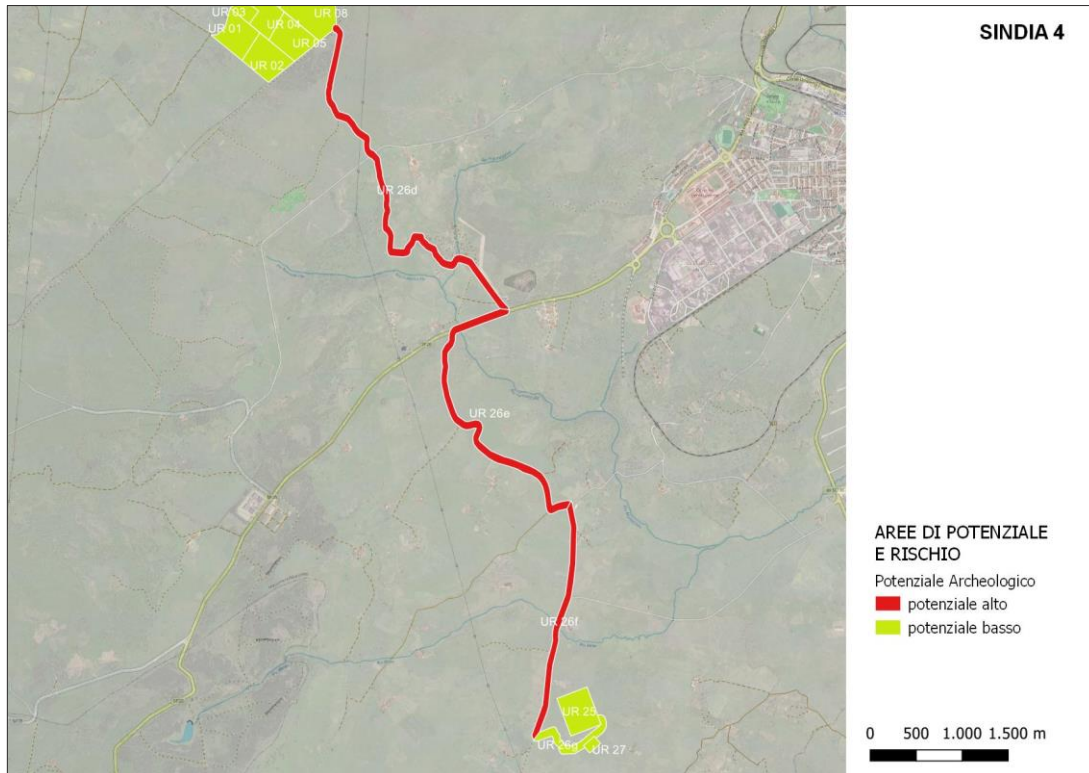 UR 03
UR 08
SINDIA 4
UR 01
UR 04
UR 05
UR 02
UR 26d
UR 26e
UR 26f
UR 25
UR 26g
UR 27
AREE DI POTENZIALE
E RISCHIO
Potenziale Archeologico
potenziale alto
potenziale basso
0 500 1.000 1.500 m